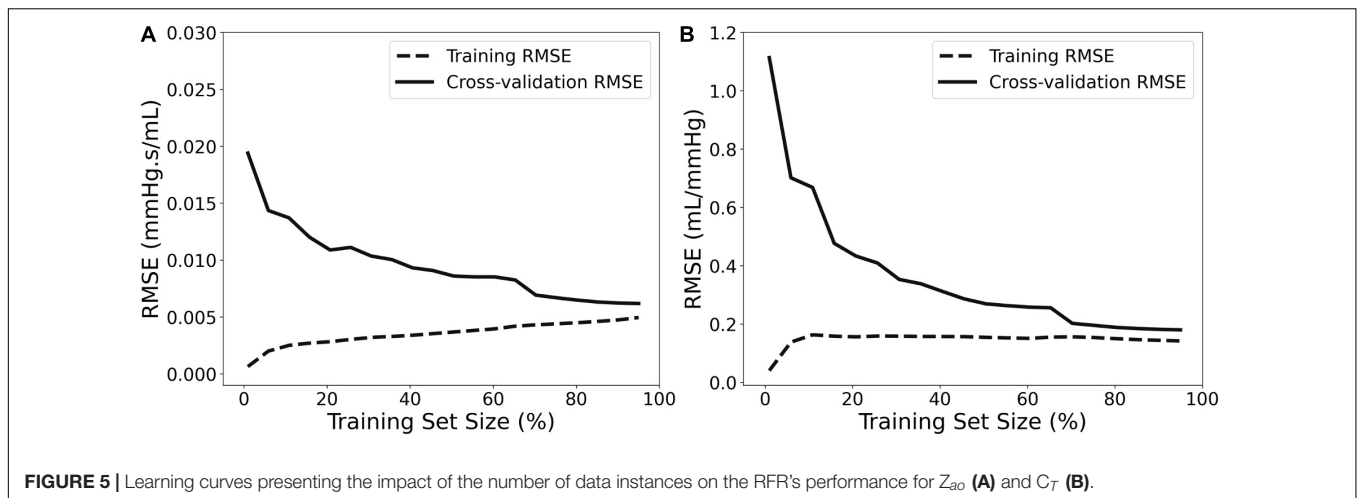 A
0.030
0.025
0.020
0.015
0.010
0.005
0.000
RMSE (mmHg.s/mL)
Training RMSE
Cross-validation RMSE
0 20 40 60 80 100
Training Set Size (%)
B
1.2
1.0
0.8
0.6
0.4
0.2
0.0
RMSE (mL/mmHg)
Training RMSE
Cross-validation RMSE
0 20 40 60 80 100
Training Set Size (%)
FIGURE 5 | Learning curves presenting the impact of the number of data instances on the RFR's performance for Zao (A) and CT (B).